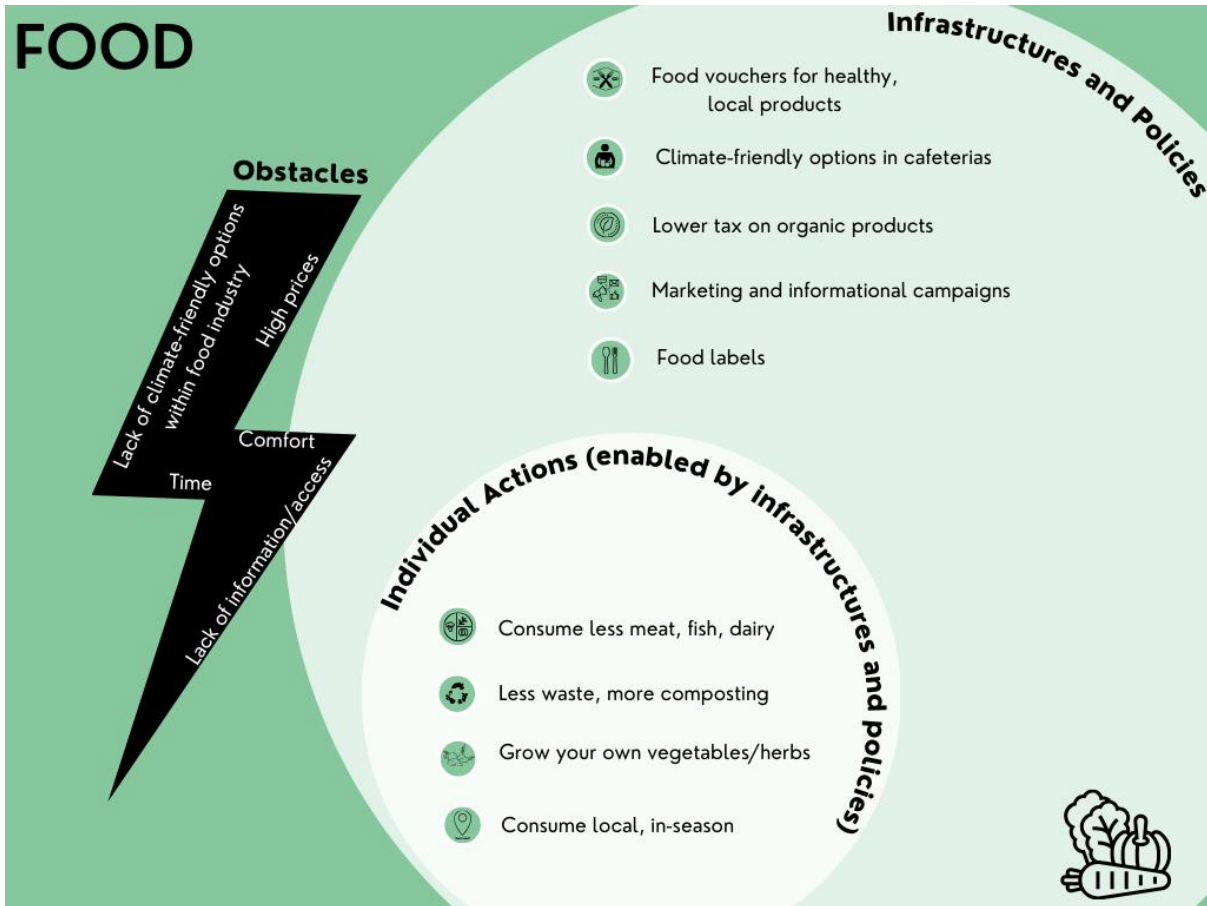 FOOD
Obstacles
Lack of climate-friendly options
within food industry
High prices
Comfort
Time
Lack of information/access
Infrastructures and Policies
Food vouchers for healthy,
local products
Climate-friendly options in cafeterias
Lower tax on organic products
Marketing and informational campaigns
Food labels
Individual Actions (enabled by infrastructures and policies)
Consume less meat, fish, dairy
Less waste, more composting
Grow your own vegetables/herbs
Consume local, in-season